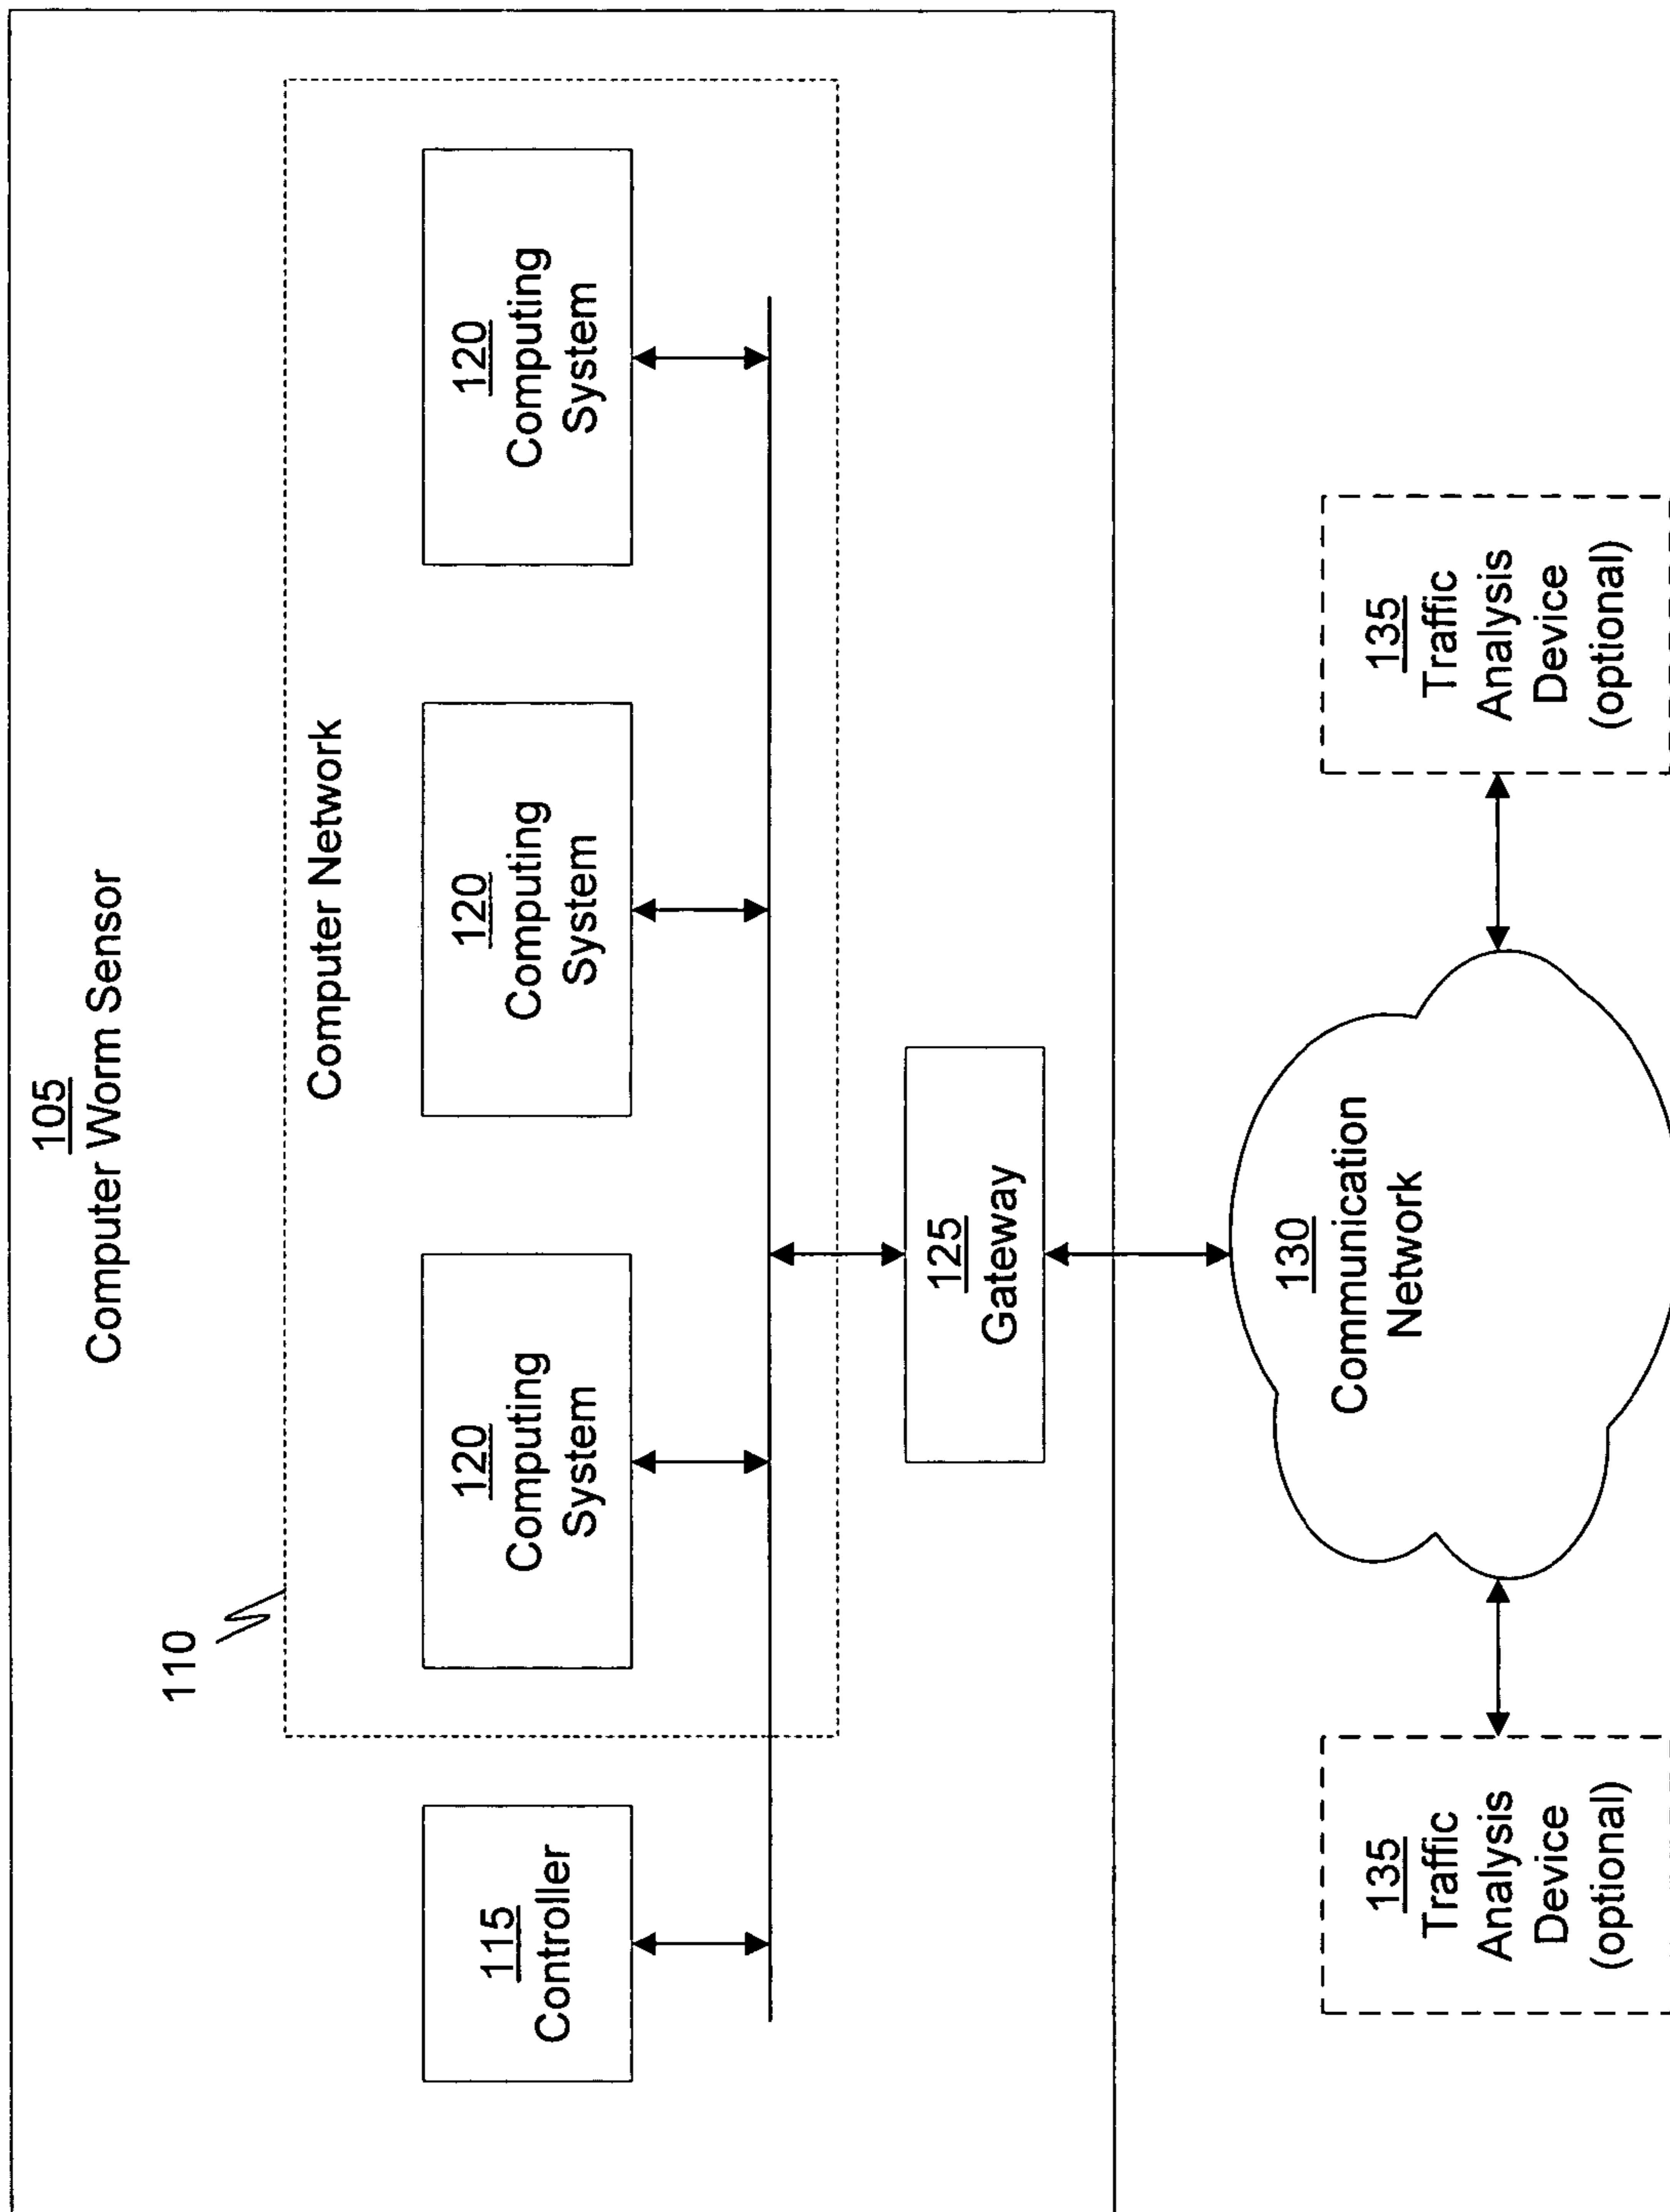 105
Computer Worm Sensor
110
Computer Network
115
Controller
120
Computing
System
120
Computing
System
120
Computing
System
125
Gateway
130
Communication
Network
135
Traffic
Analysis
Device
(optional)
135
Traffic
Analysis
Device
(optional)